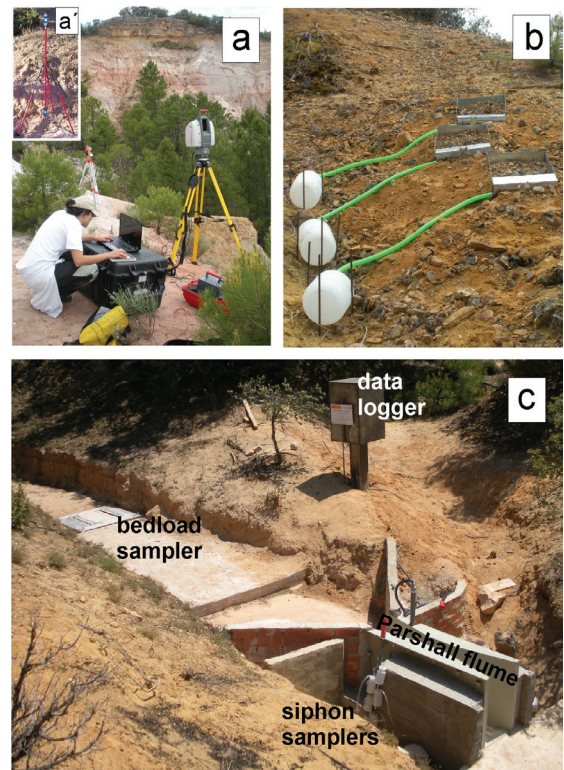 a´
a
b
c
data
logger
bedload
sampler
Parshall flume
siphon
samplers